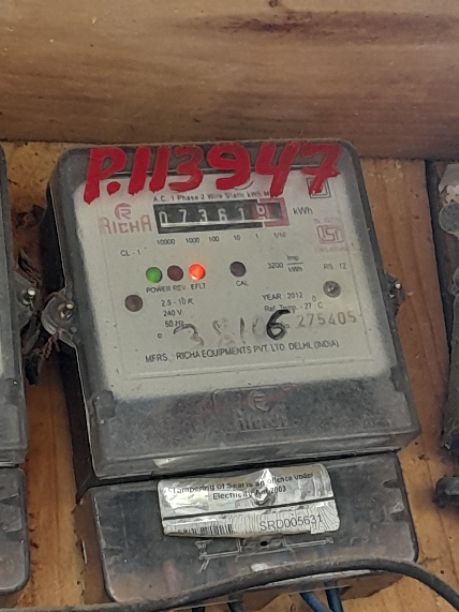 P.113947
A.C. 1 Phase 2 Wire Static kWh M
RICHA
07361
kWh
CL - 1
10000 1000 100 10 1 1/10
3200 Imp/kWh
RS. 12
POWER REV. EFLT
CAL
2.5 - 10 A
240 V
50 Hz
YEAR: 2012
Ref. Temp. - 27°C
No. 275405
6
MFRS. RICHA EQUIPMENTS PVT. LTD. DELHI, (INDIA)
Tampering of Seal is an offence under
Electricity Act 2003
SRD005631